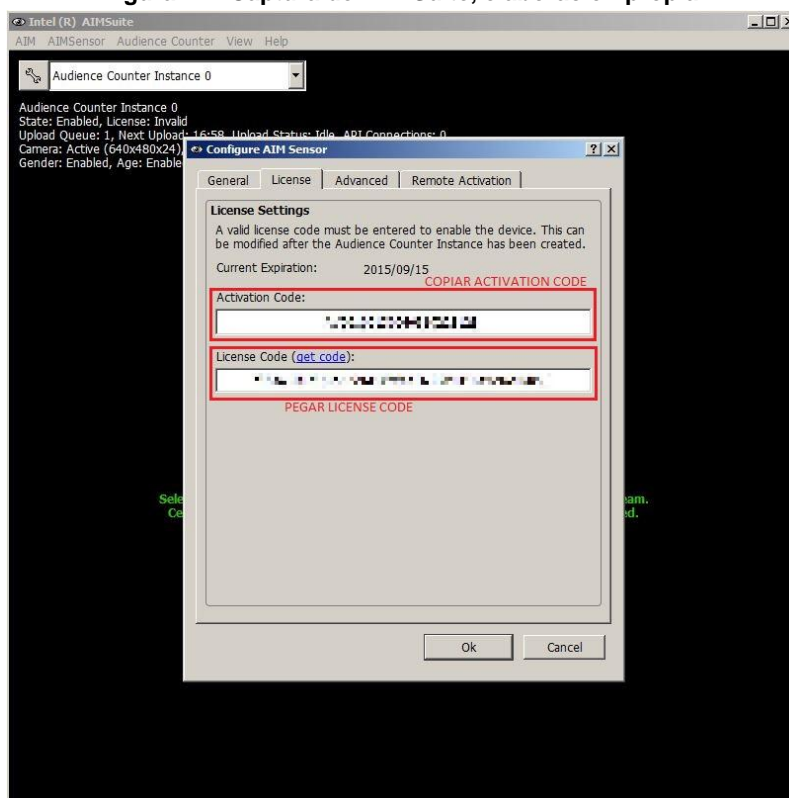 Intel (R) AIMSuite
AIM AIMSensor Audience Counter View Help
Audience Counter Instance 0
Audience Counter Instance 0
State: Enabled, License: Invalid
Upload Queue: 1, Next Upload: 16:58, Upload Status: Idle, API Connections: 0
Camera: Active (640x480x24),
Gender: Enabled, Age: Enable
Configure AIM Sensor
General License Advanced Remote Activation
License Settings
A valid license code must be entered to enable the device. This can
be modified after the Audience Counter Instance has been created.
Current Expiration: 2015/09/15
COPIAR ACTIVATION CODE
Activation Code:
License Code (get code):
PEGAR LICENSE CODE
Sele
eam.
Ce
ed.
Ok Cancel